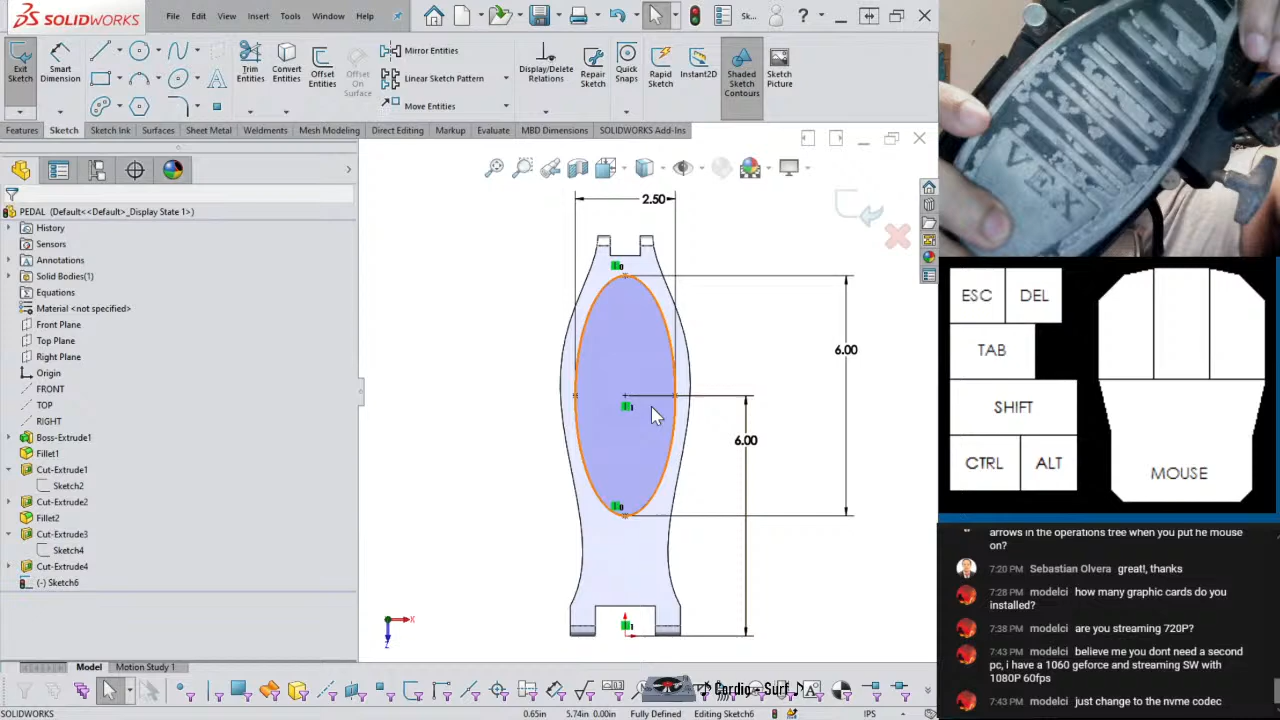 SOLIDWORKS
File
Edit
View
Insert
Tools
Window
Help
Sk...
Exit Sketch
Smart Dimension
Trim Entities
Convert Entities
Offset Entities
Offset On Surface
Mirror Entities
Linear Sketch Pattern
Move Entities
Display/Delete Relations
Repair Sketch
Quick Snaps
Rapid Sketch
Instant2D
Shaded Sketch Contours
Sketch Picture
Features
Sketch
Sketch Ink
Surfaces
Sheet Metal
Weldments
Mesh Modeling
Direct Editing
Markup
Evaluate
MBD Dimensions
SOLIDWORKS Add-Ins
PEDAL (Default<<Default>_Display State 1>)
History
Sensors
Annotations
Solid Bodies(1)
Equations
Material <not specified>
Front Plane
Top Plane
Right Plane
Origin
FRONT
TOP
RIGHT
Boss-Extrude1
Fillet1
Cut-Extrude1
Sketch2
Cut-Extrude2
Fillet2
Cut-Extrude3
Sketch4
Cut-Extrude4
(-) Sketch6
2.50
6.00
6.00
X
Z
Model
Motion Study 1
Cardig - Surf
SOLIDWORKS
0.65in
5.74in 0.00in
Fully Defined
Editing Sketch6
IPS
VEX
ESC
DEL
TAB
SHIFT
CTRL
ALT
MOUSE
arrows in the operations tree when you put he mouse
on?
7:20 PM Sebastian Olvera great!, thanks
7:28 PM modelci how many graphic cards do you
installed?
7:38 PM modelci are you streaming 720P?
7:43 PM modelci believe me you dont need a second
pc, i have a 1060 geforce and streaming SW with
1080P 60fps
7:43 PM modelci just change to the nvme codec